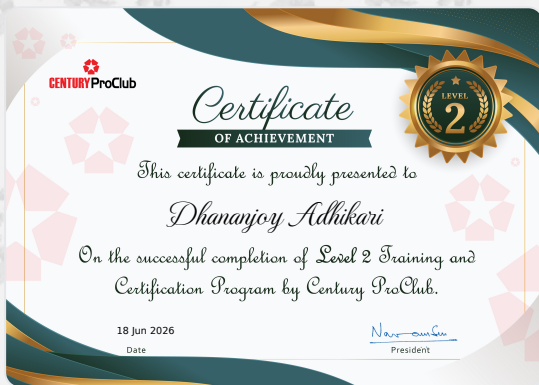 CENTURY ProClub
Certificate
OF ACHIEVEMENT
LEVEL
2
This certificate is proudly presented to
Dhananjoy Adhikari
On the successful completion of Level 2 Training and
Certification Program by Century ProClub.
18 Jun 2026
Date
President